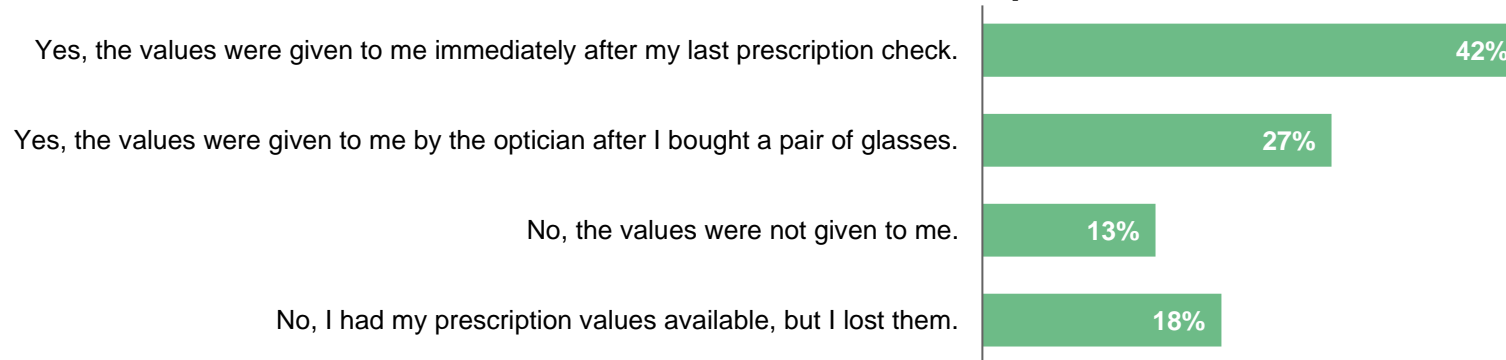 Yes, the values were given to me immediately after my last prescription check.
42%
Yes, the values were given to me by the optician after I bought a pair of glasses.
27%
No, the values were not given to me.
13%
No, I had my prescription values available, but I lost them.
18%